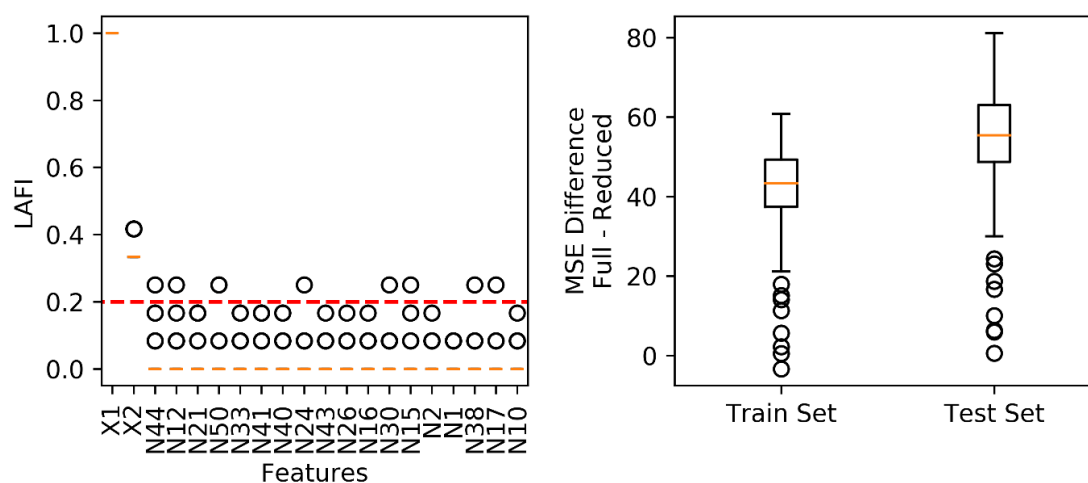 LAFI
1.0
0.8
0.6
0.4
0.2
0.0
X1
X2
N44
N12
N21
N50
N33
N41
N40
N24
N43
N26
N16
N30
N15
N2
N1
N38
N17
N10
Features
MSE Difference
Full - Reduced
80
60
40
20
0
Train Set
Test Set